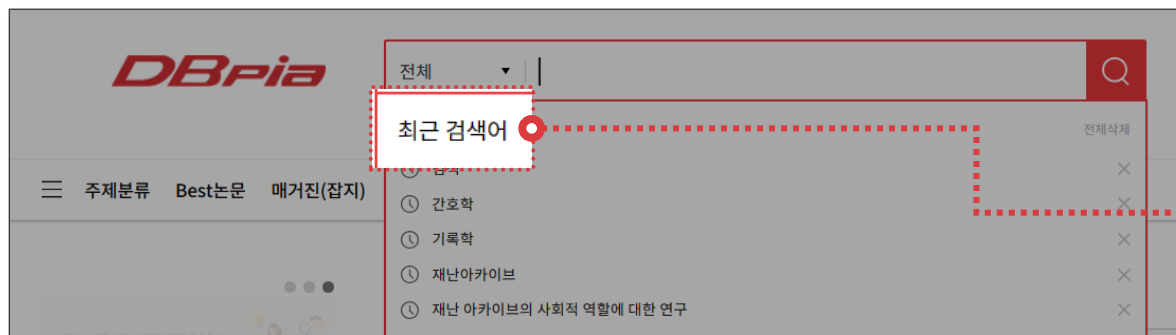 DBpia
전체
최근 검색어
전체삭제
주제분류 Best논문 매거진(잡지)
간호학
기록학
재난아카이브
재난 아카이브의 사회적 역할에 대한 연구